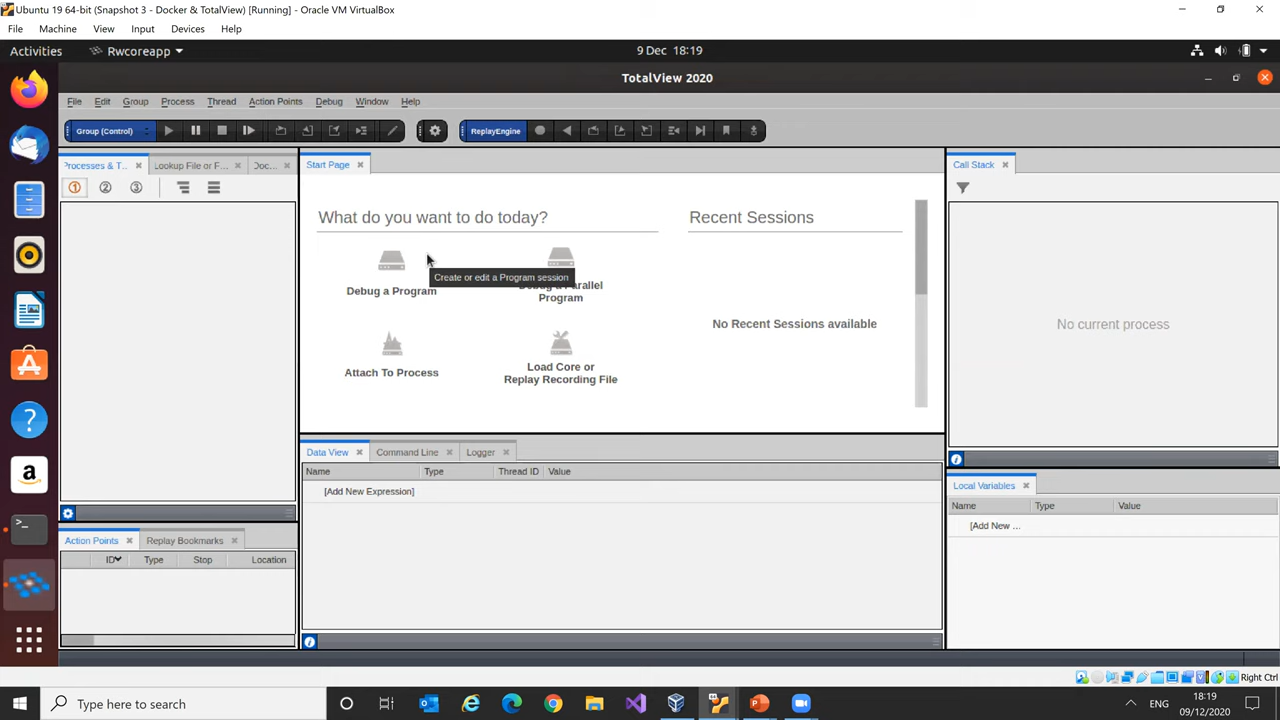 Ubuntu 19 64-bit (Snapshot 3 - Docker & TotalView) [Running] - Oracle VM VirtualBox
File Machine View Input Devices Help
Activities Rwcoreapp 9 Dec 18:19
TotalView 2020
File Edit Group Process Thread Action Points Debug Window Help
Group (Control) ReplayEngine
Processes & T... Lookup File or F... Doc... Start Page Call Stack
1 2 3
What do you want to do today? Recent Sessions
Create or edit a Program session
Debug a Program Debug a Parallel
Program
No Recent Sessions available No current process
Attach To Process Load Core or
Replay Recording File
Data View Command Line Logger
Name Type Thread ID Value
[Add New Expression]
Local Variables
Name Type Value
[Add New ...
Action Points Replay Bookmarks
ID Type Stop Location
Right Ctrl
Type here to search
ENG 18:19
09/12/2020